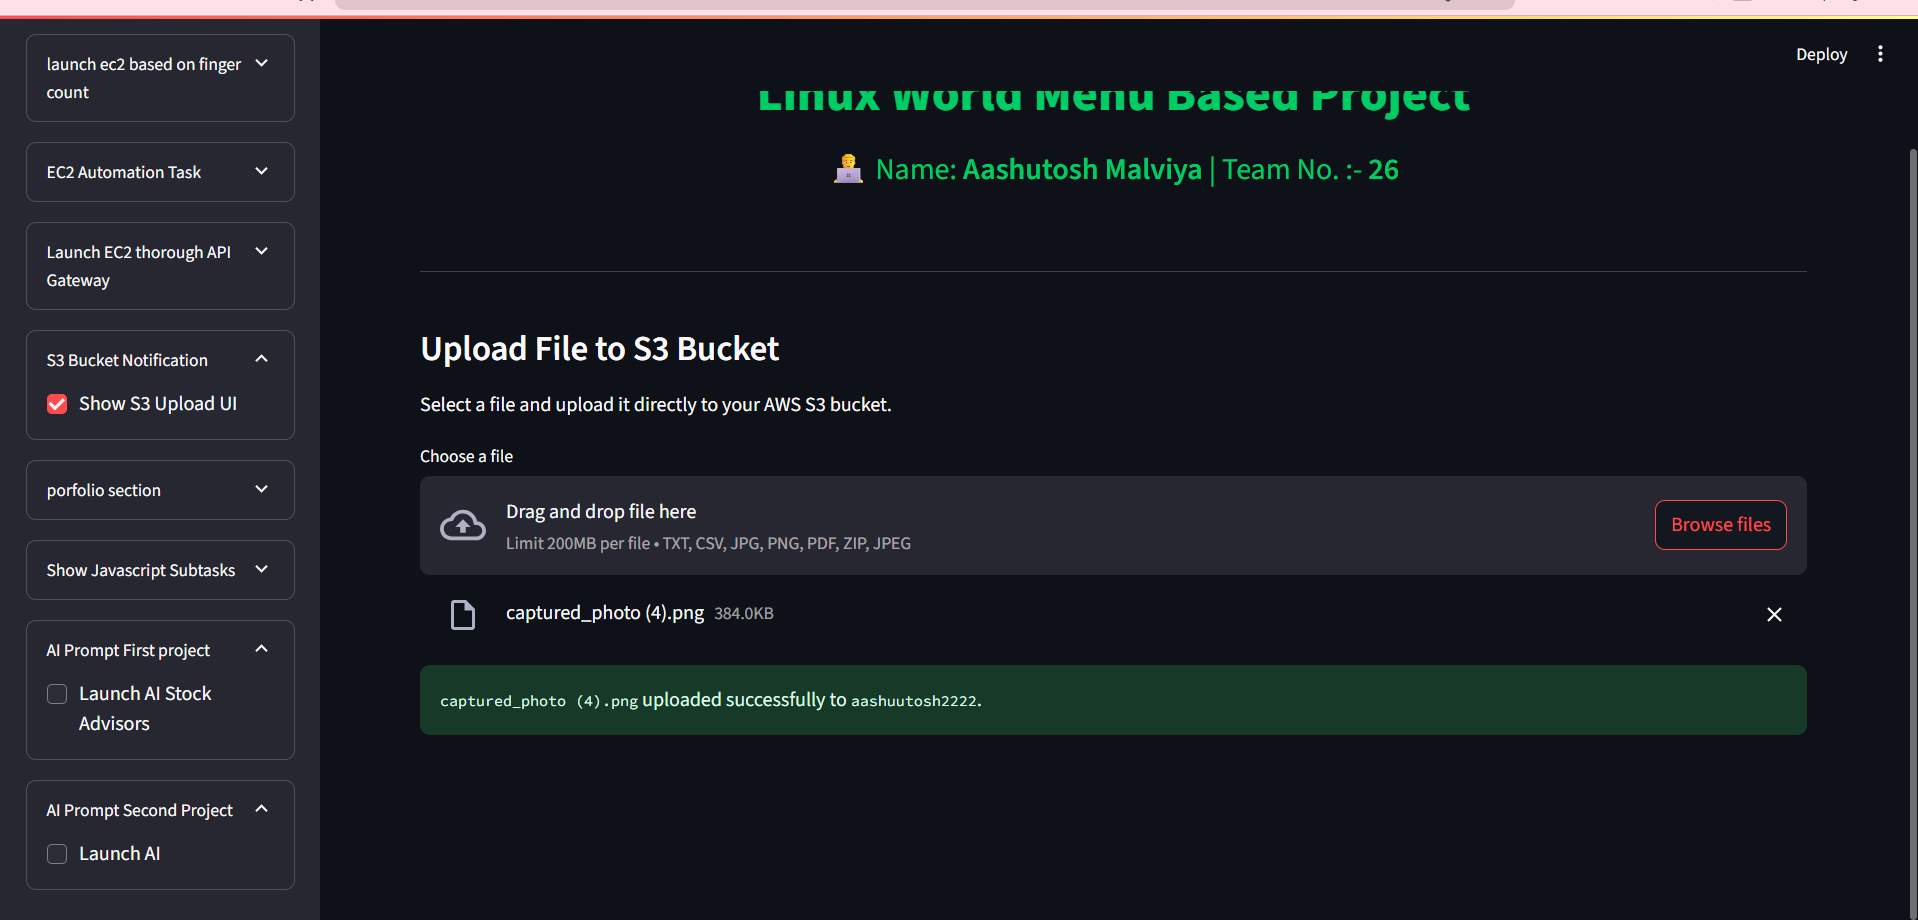 launch ec2 based on finger
count
EC2 Automation Task
Launch EC2 thorough API
Gateway
S3 Bucket Notification
Show S3 Upload UI
porfolio section
Show Javascript Subtasks
AI Prompt First project
Launch AI Stock
Advisors
AI Prompt Second Project
Launch AI
Deploy
Linux World Menu Based Project
Name: Aashutosh Malviya | Team No. :- 26
Upload File to S3 Bucket
Select a file and upload it directly to your AWS S3 bucket.
Choose a file
Drag and drop file here
Limit 200MB per file • TXT, CSV, JPG, PNG, PDF, ZIP, JPEG
Browse files
captured_photo (4).png 384.0KB
captured_photo (4).png uploaded successfully to aashuutosh2222.